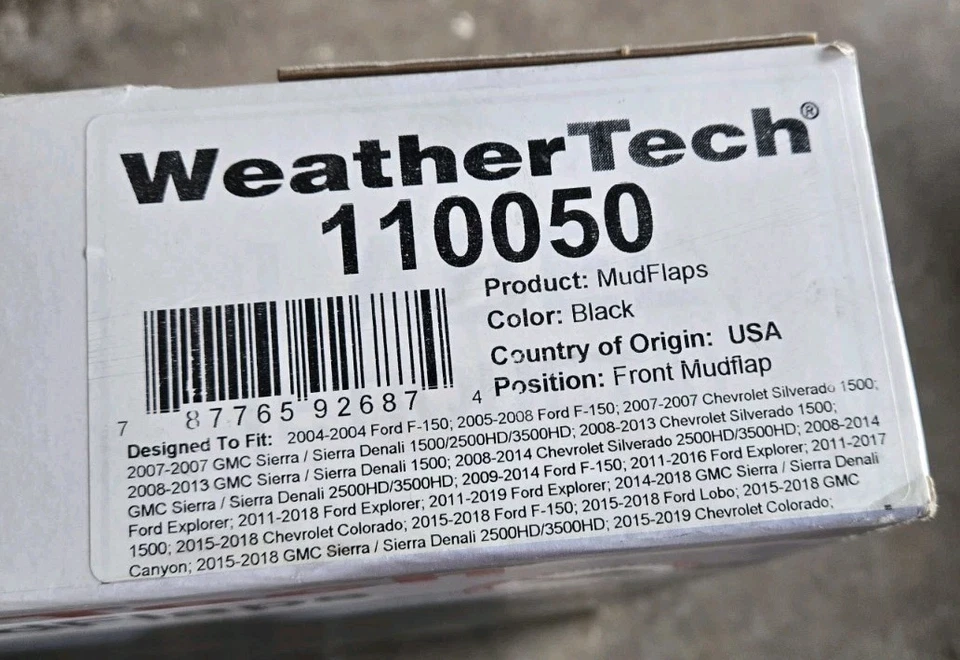 WeatherTech®
110050
Product: MudFlaps
Color: Black
Country of Origin: USA
Position: Front Mudflap
7 87765 92687 4
Designed To Fit: 2004-2004 Ford F-150; 2005-2008 Ford F-150; 2007-2007 Chevrolet Silverado 1500;
2007-2007 GMC Sierra / Sierra Denali 1500/2500HD/3500HD; 2008-2013 Chevrolet Silverado 1500;
2008-2013 GMC Sierra / Sierra Denali 1500; 2008-2014 Chevrolet Silverado 2500HD/3500HD; 2008-2014
GMC Sierra / Sierra Denali 2500HD/3500HD; 2009-2014 Ford F-150; 2011-2016 Ford Explorer; 2011-2017
Ford Explorer; 2011-2018 Ford Explorer; 2011-2019 Ford Explorer; 2014-2018 GMC Sierra / Sierra Denali
1500; 2015-2018 Chevrolet Colorado; 2015-2018 Ford F-150; 2015-2018 Ford Lobo; 2015-2018 GMC
Canyon; 2015-2018 GMC Sierra / Sierra Denali 2500HD/3500HD; 2015-2019 Chevrolet Colorado;